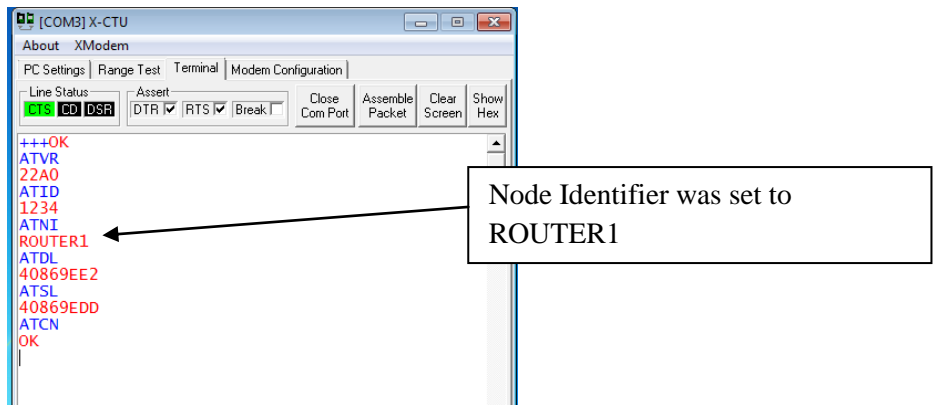 [COM3] X-CTU
About XModem
PC Settings Range Test Terminal Modem Configuration
Line Status Assert
CTS CD DSR DTR RTS Break
Close Com Port
Assemble Packet
Clear Screen
Show Hex
+++OK
ATVR
22A0
ATID
1234
ATNI
ROUTER1
ATDL
40869EE2
ATSL
40869EDD
ATCN
OK
Node Identifier was set to
ROUTER1